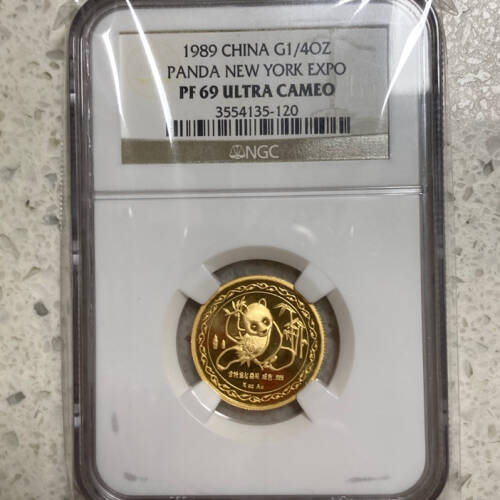 1989 CHINA G1/4OZ
PANDA NEW YORK EXPO
PF 69 ULTRA CAMEO
3554135-120
NGC